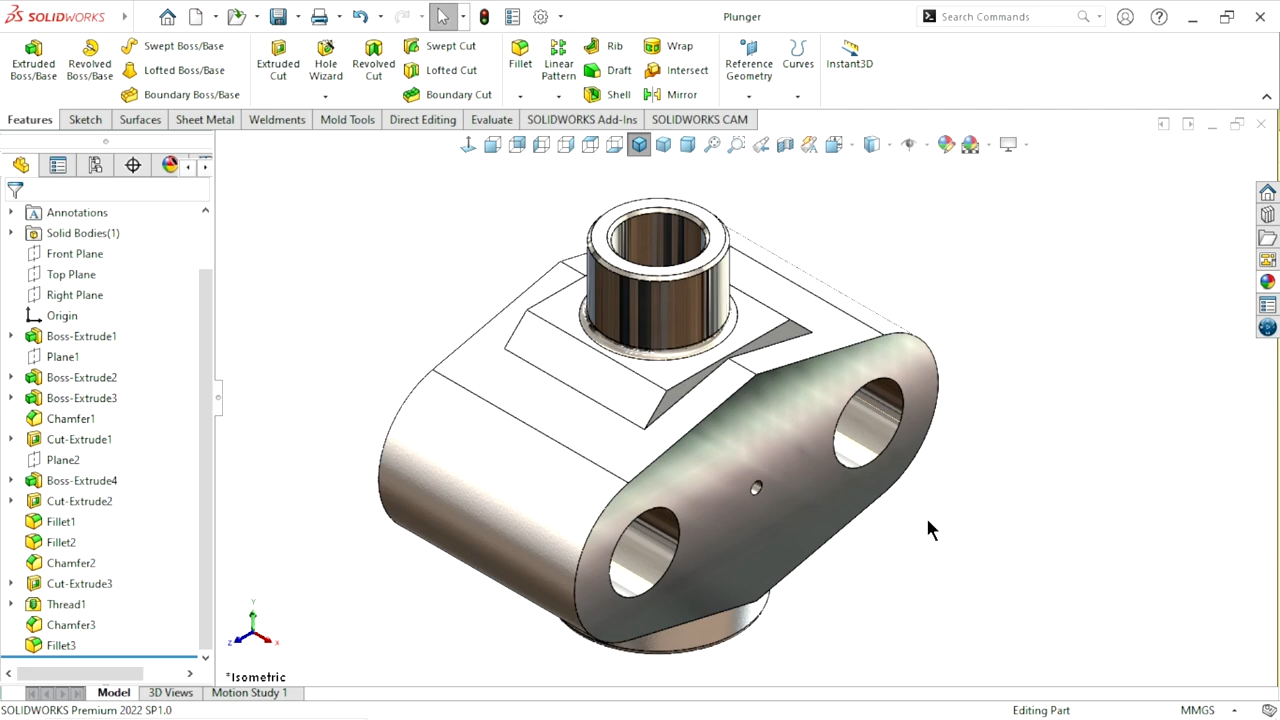 SOLIDWORKS
Plunger
Search Commands
Extruded Boss/Base
Revolved Boss/Base
Swept Boss/Base
Lofted Boss/Base
Boundary Boss/Base
Extruded Cut
Hole Wizard
Revolved Cut
Swept Cut
Lofted Cut
Boundary Cut
Fillet
Linear Pattern
Rib
Draft
Shell
Wrap
Intersect
Mirror
Reference Geometry
Curves
Instant3D
Features
Sketch
Surfaces
Sheet Metal
Weldments
Mold Tools
Direct Editing
Evaluate
SOLIDWORKS Add-Ins
SOLIDWORKS CAM
Annotations
Solid Bodies(1)
Front Plane
Top Plane
Right Plane
Origin
Boss-Extrude1
Plane1
Boss-Extrude2
Boss-Extrude3
Chamfer1
Cut-Extrude1
Plane2
Boss-Extrude4
Cut-Extrude2
Fillet1
Fillet2
Chamfer2
Cut-Extrude3
Thread1
Chamfer3
Fillet3
Y
Z
X
*Isometric
Model
3D Views
Motion Study 1
SOLIDWORKS Premium 2022 SP1.0
Editing Part
MMGS